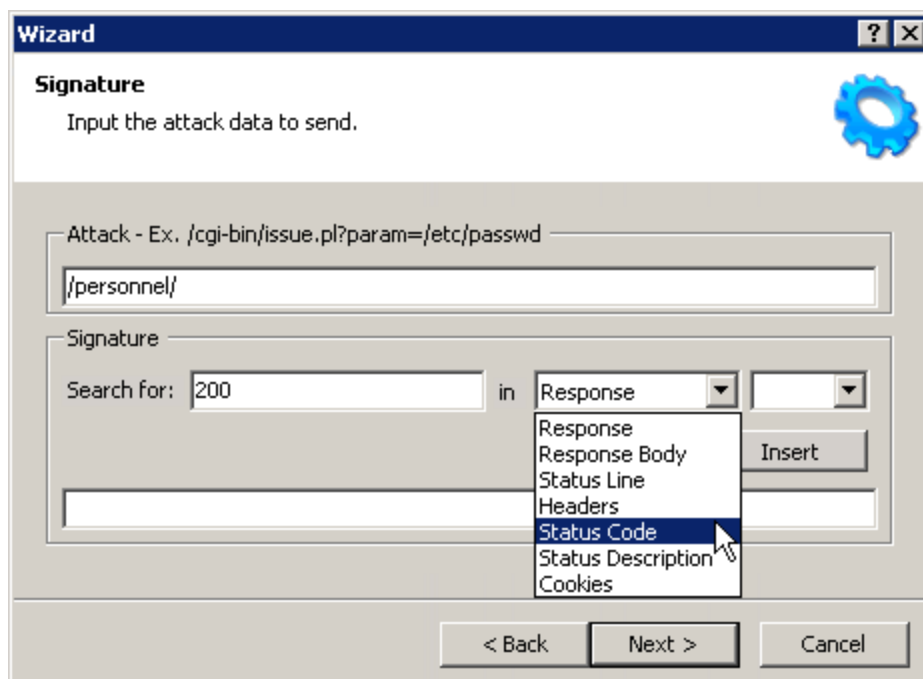 Wizard
Signature
Input the attack data to send.
Attack - Ex. /cgi-bin/issue.pl?param=/etc/passwd
/personnel/
Signature
Search for: 200 in Response
Response
Response Body
Insert
Status Line
Headers
Status Code
Status Description
Cookies
< Back Next > Cancel